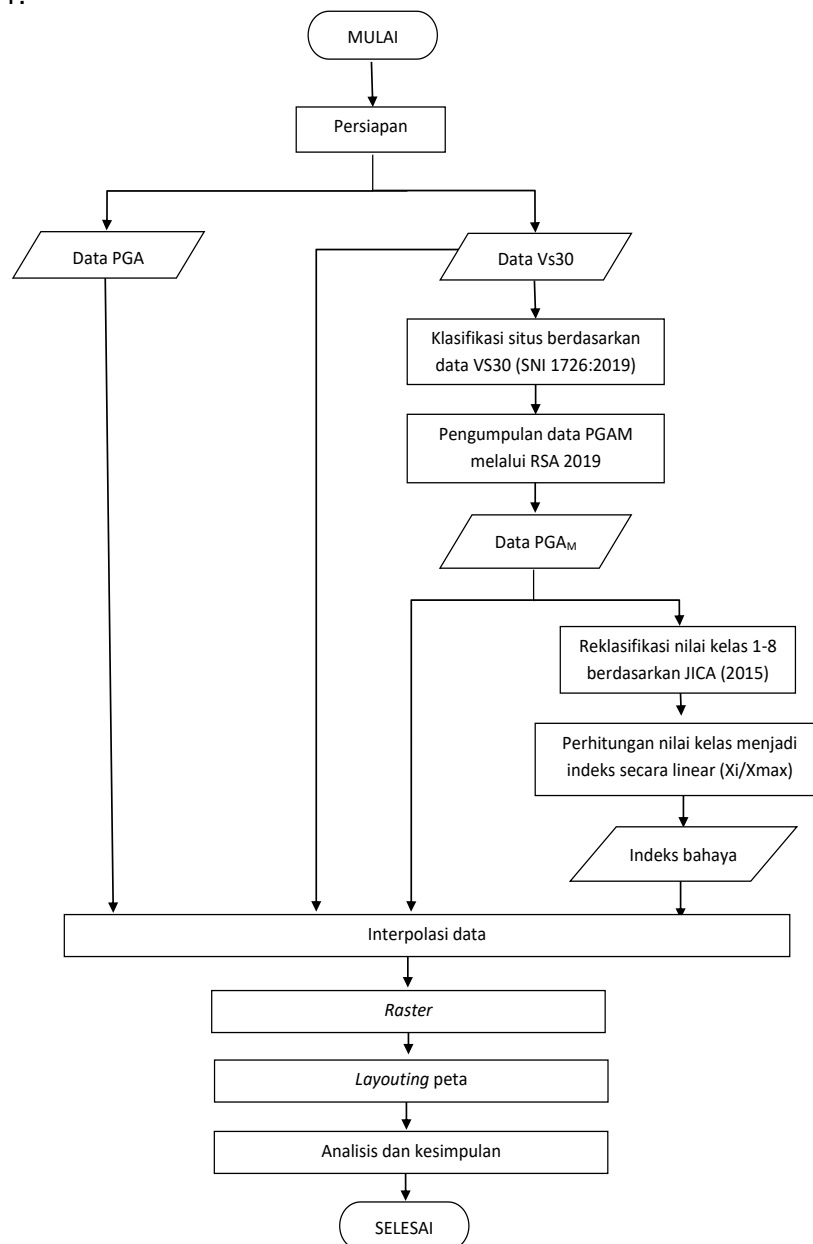 MULAI
Persiapan
Data PGA
Data Vs30
Klasifikasi situs berdasarkan
data VS30 (SNI 1726:2019)
Pengumpulan data PGAM
melalui RSA 2019
Data PGAM
Reklasifikasi nilai kelas 1-8
berdasarkan JICA (2015)
Perhitungan nilai kelas menjadi
indeks secara linear (Xi/Xmax)
Indeks bahaya
Interpolasi data
Raster
Layouting peta
Analisis dan kesimpulan
SELESAI